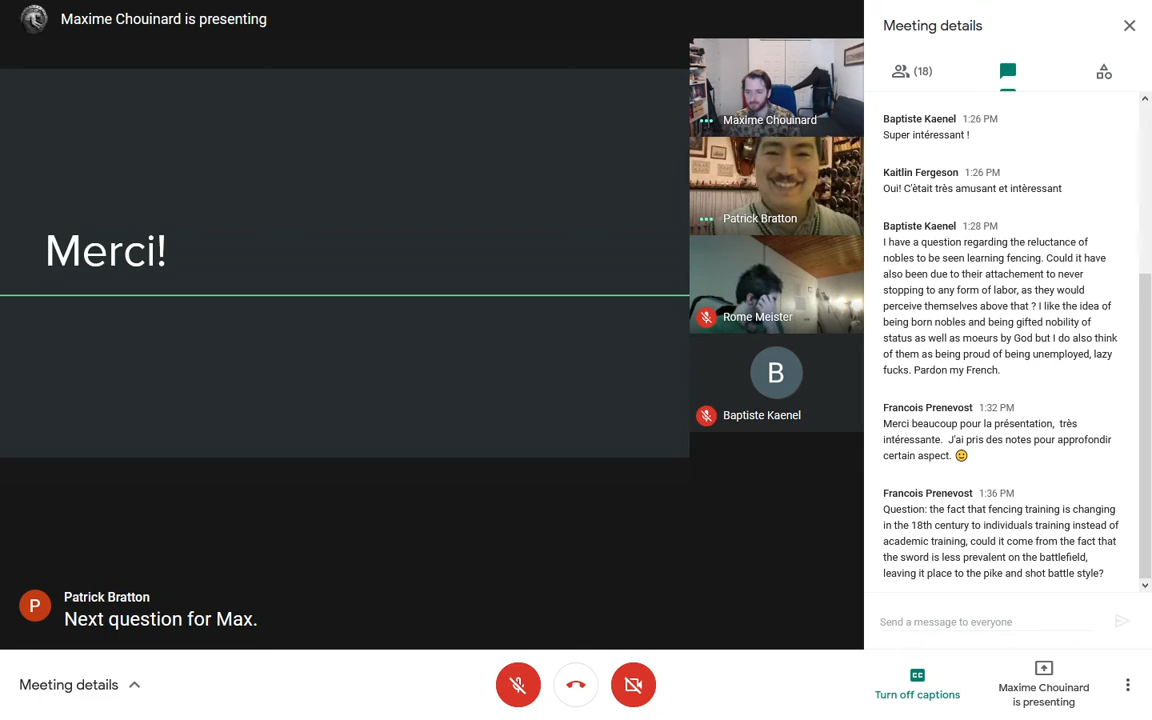 Maxime Chouinard is presenting
Merci!
Maxime Chouinard
Patrick Bratton
Rome Meister
B
Baptiste Kaenel
P
Patrick Bratton
Next question for Max.
Meeting details
Meeting details
(18)
Baptiste Kaenel 1:26 PM
Super intéressant !
Kaitlin Fergeson 1:26 PM
Oui! C'ètait très amusant et intèressant
Baptiste Kaenel 1:28 PM
I have a question regarding the reluctance of
nobles to be seen learning fencing. Could it have
also been due to their attachement to never
stopping to any form of labor, as they would
perceive themselves above that ? I like the idea of
being born nobles and being gifted nobility of
status as well as moeurs by God but I do also think
of them as being proud of being unemployed, lazy
fucks. Pardon my French.
Francois Prenevost 1:32 PM
Merci beaucoup pour la présentation, très
intéressante. J'ai pris des notes pour approfondir
certain aspect.
Francois Prenevost 1:36 PM
Question: the fact that fencing training is changing
in the 18th century to individuals training instead of
academic training, could it come from the fact that
the sword is less prevalent on the battlefield,
leaving it place to the pike and shot battle style?
Send a message to everyone
CC
Turn off captions
Maxime Chouinard
is presenting